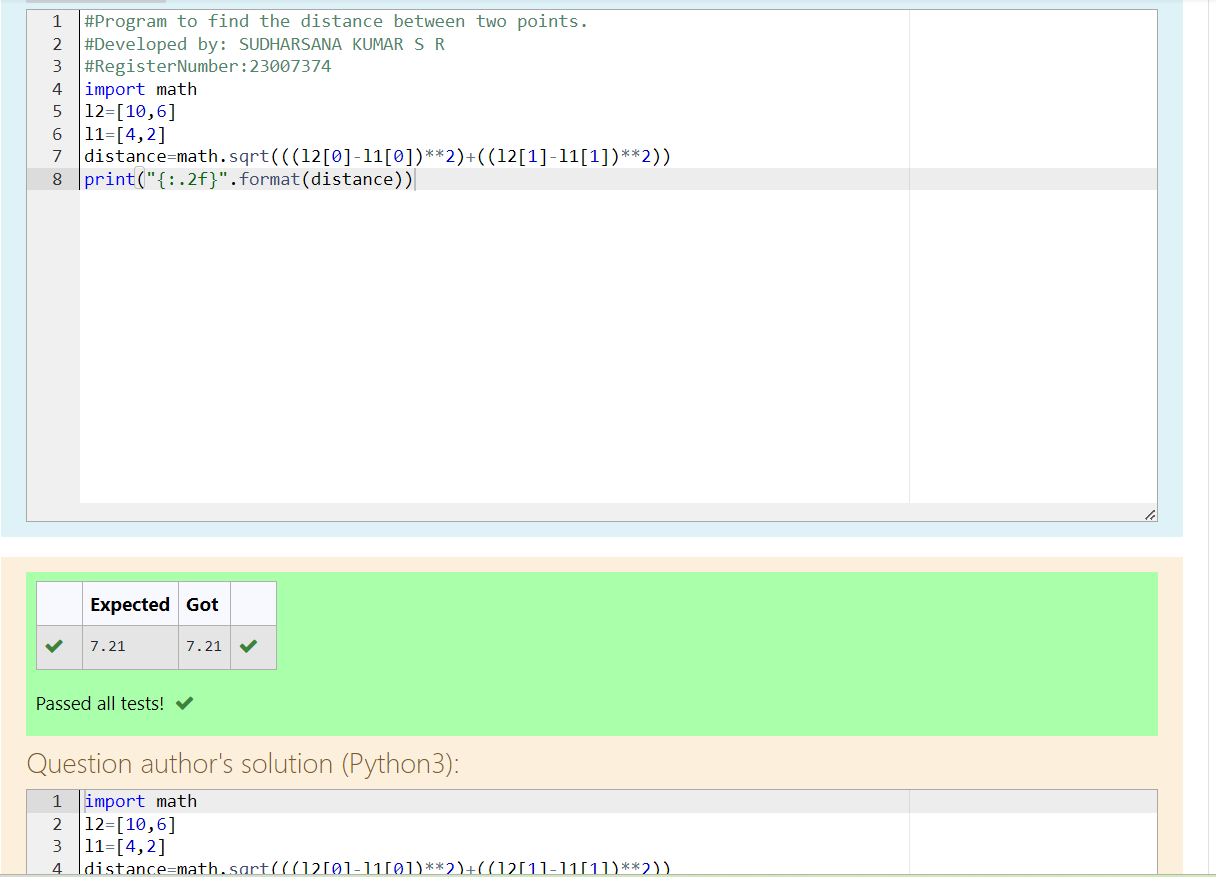 1 #Program to find the distance between two points.
2 #Developed by: SUDHARSANA KUMAR S R
3 #RegisterNumber:23007374
4 import math
5 l2=[10,6]
6 l1=[4,2]
7 distance=math.sqrt(((l2[0]-l1[0])**2)+((l2[1]-l1[1])**2))
8 print("{:.2f}".format(distance))
Expected Got
7.21 7.21
Passed all tests!
Question author's solution (Python3):
1 import math
2 l2=[10,6]
3 l1=[4,2]
4 distance=math.sqrt(((l2[0]-l1[0])**2)+((l2[1]-l1[1])**2))